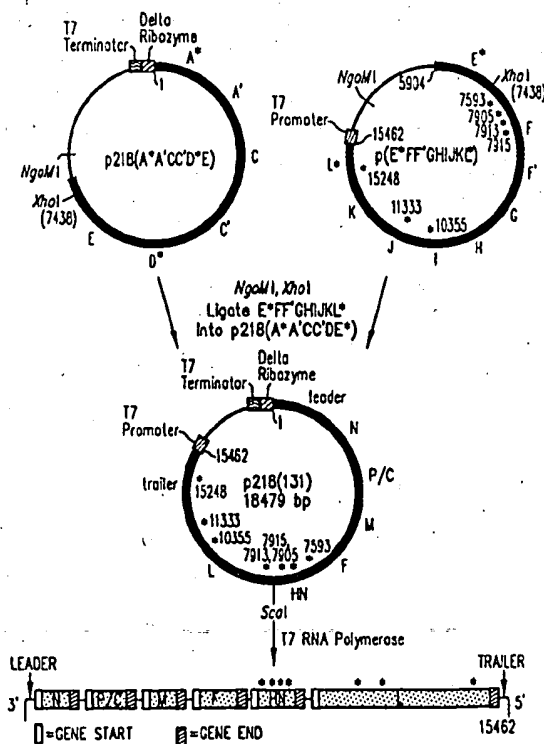 T7 Terminator
Delta Ribozyme
A*
1
A'
p218(A*A'CC'D*E)
C
NgoMI
XhoI (7438)
E
C'
D*
E*
5904
XhoI (7438)
NgoMI
7593
7905
7913
7915
F
T7 Promoter
15462
p(E*FF'GHIJKL*)
L*
15248
F'
K
11333
10355
G
J
I
H
NgoMI, XhoI
Ligate E*FF'GHIJKL*
Into p218(A*A'CC'DE*)
T7 Terminator
Delta Ribozyme
leader
1
T7 Promoter
N
15462
trailer
p218(131)
18479 bp
P/C
15248
11333
10355
7915,
7913,7905
7593
M
L
F
HN
ScaI
T7 RNA Polymerase
LEADER
TRAILER
3'
N
P/C
M
F
HN
L
5'
15462
=GENE START
=GENE END